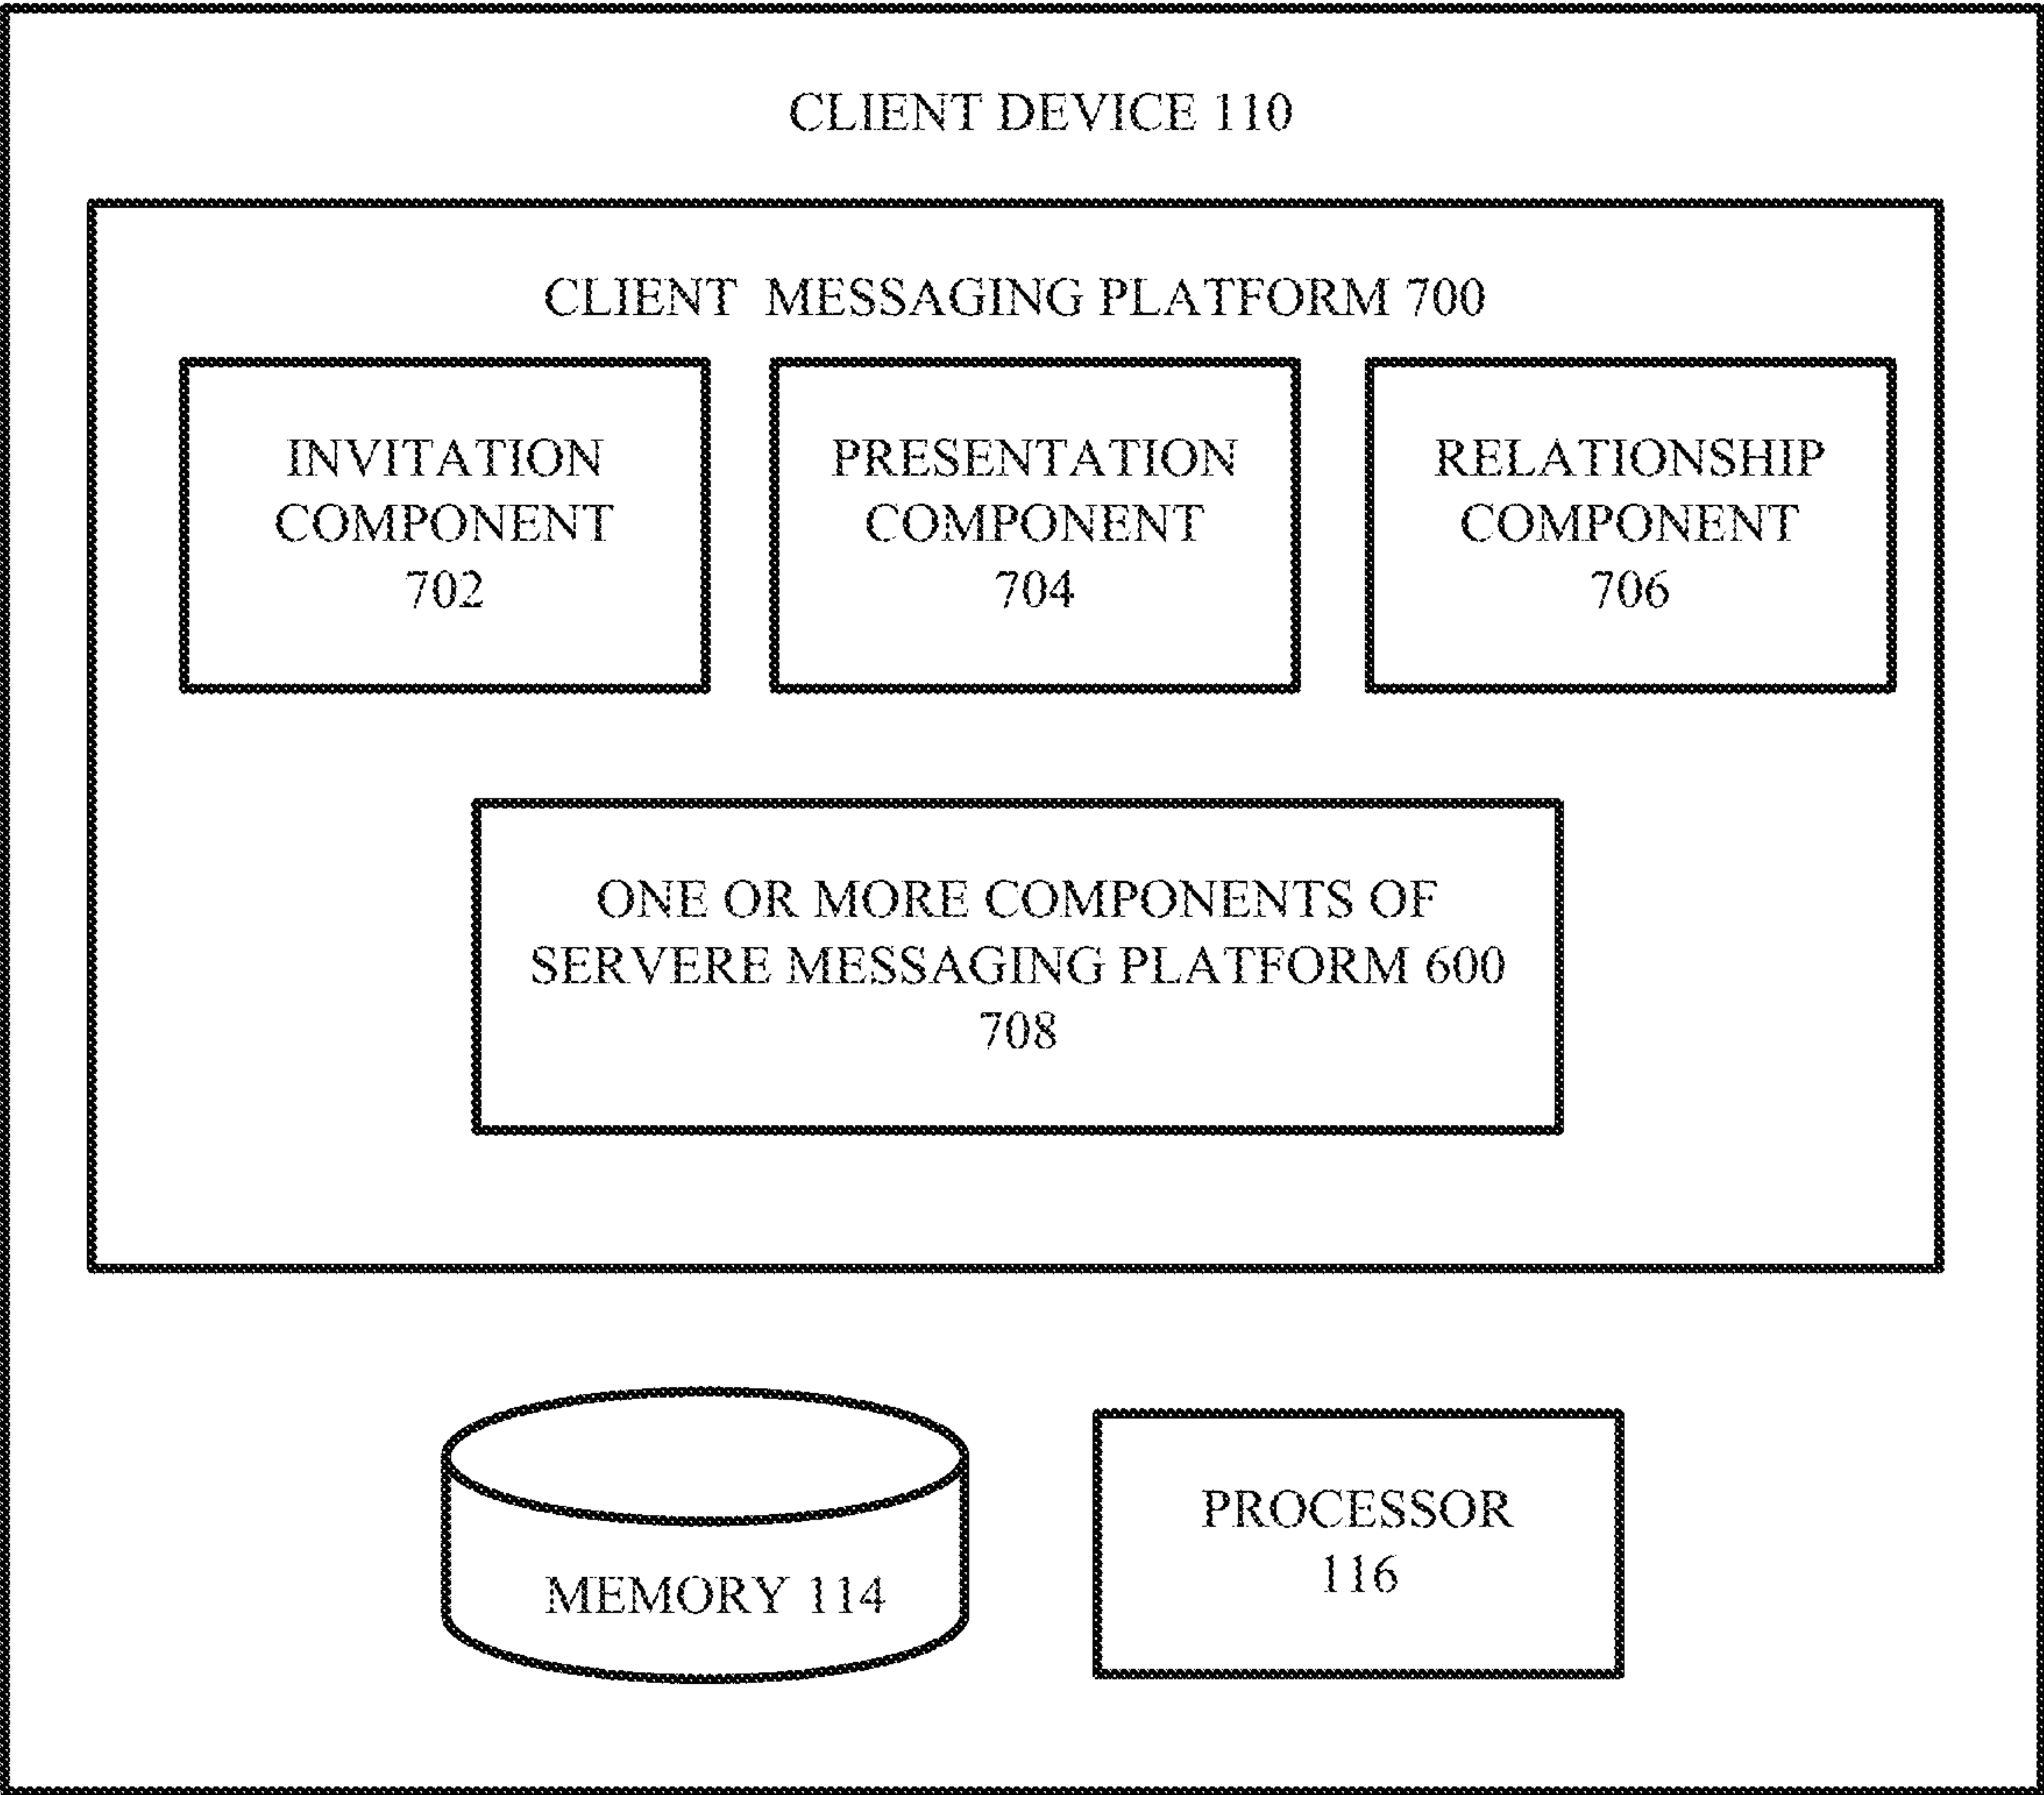 CLIENT DEVICE 110
CLIENT MESSAGING PLATFORM 700
INVITATION
COMPONENT
702
PRESENTATION
COMPONENT
704
RELATIONSHIP
COMPONENT
706
ONE OR MORE COMPONENTS OF
SERVERE MESSAGING PLATFORM 600
708
MEMORY 114
PROCESSOR
116